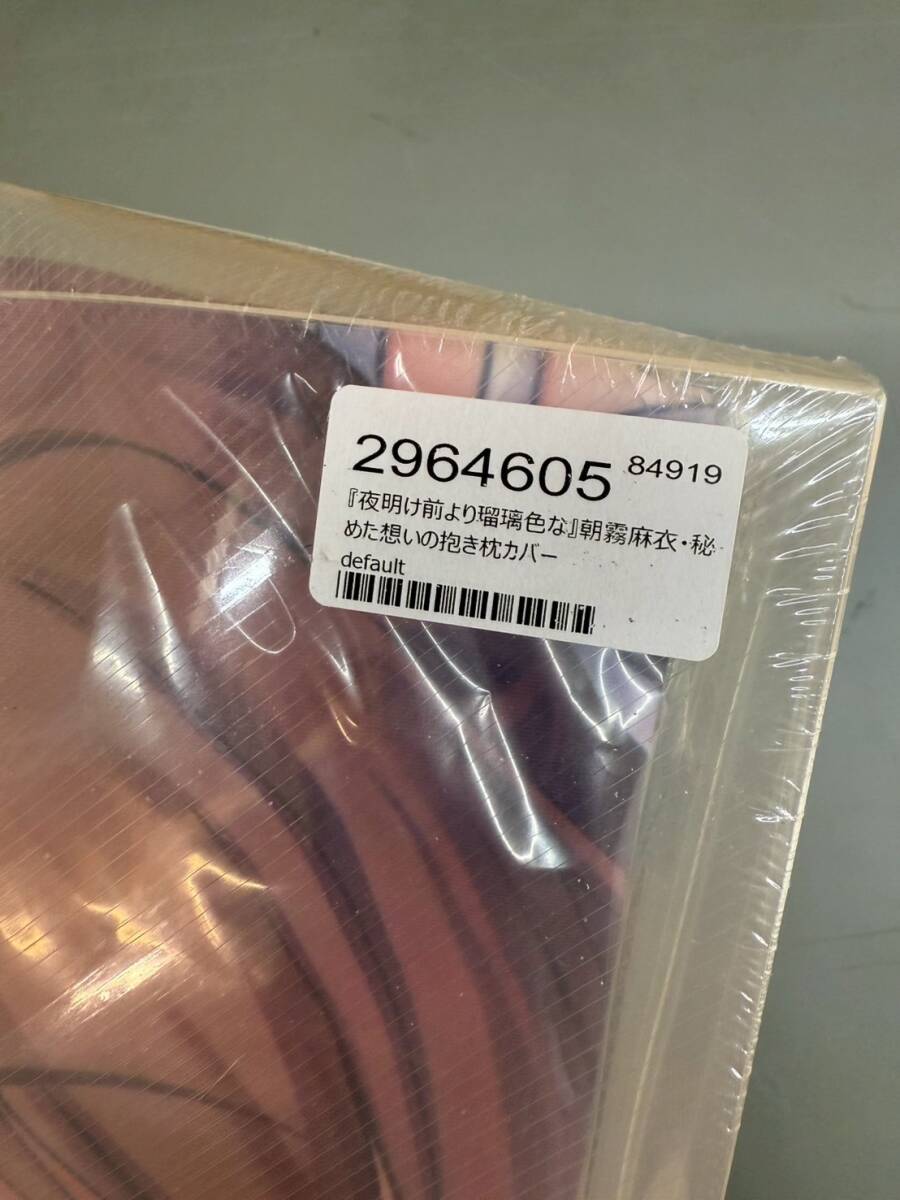 2964605 84919
『夜明け前より瑠璃色な』朝霧麻衣・秘
めた想いの抱き枕カバー
default